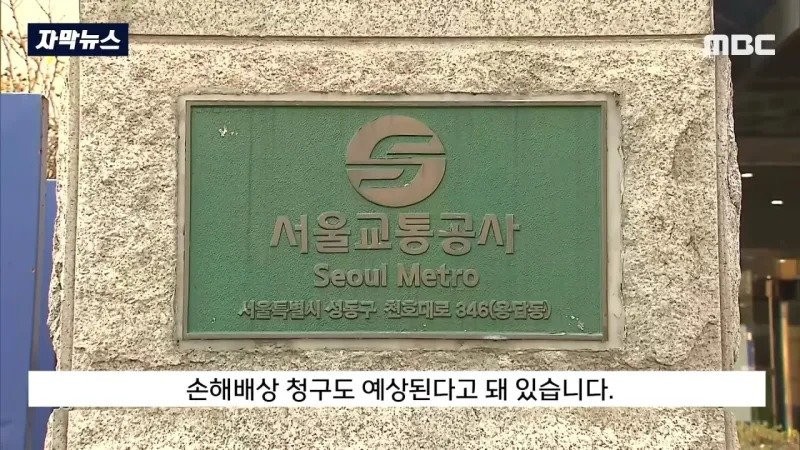 자막뉴스
MBC
서울교통공사
Seoul Metro
서울특별시 성동구 천호대로 346(용답동)
손해배상 청구도 예상된다고 돼 있습니다.